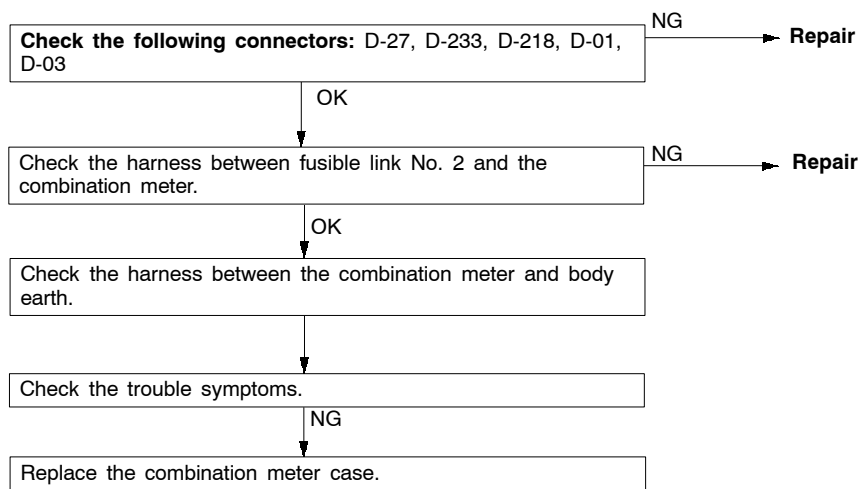 NG
Check the following connectors: D-27, D-233, D-218, D-01,
D-03
Repair
OK
Check the harness between fusible link No. 2 and the
combination meter.
NG
Repair
OK
Check the harness between the combination meter and body
earth.
Check the trouble symptoms.
NG
Replace the combination meter case.